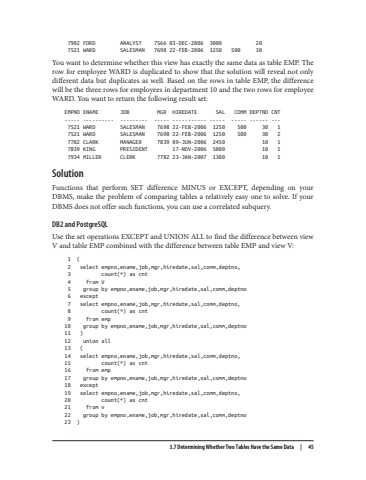 7902 FORD ANALYST 7566 03-DEC-2006 3000 20
7521 WARD SALESMAN 7698 22-FEB-2006 1250 500 30
You want to determine whether this view has exactly the same data as table EMP. The
row for employee WARD is duplicated to show that the solution will reveal not only
different data but duplicates as well. Based on the rows in table EMP, the difference
will be the three rows for employees in department 10 and the two rows for employee
WARD. You want to return the following result set:
EMPNO ENAME JOB MGR HIREDATE SAL COMM DEPTNO CNT
----- ---------- --------- ----- ----------- ----- ----- ------ ---
7521 WARD SALESMAN 7698 22-FEB-2006 1250 500 30 1
7521 WARD SALESMAN 7698 22-FEB-2006 1250 500 30 2
7782 CLARK MANAGER 7839 09-JUN-2006 2450 10 1
7839 KING PRESIDENT 17-NOV-2006 5000 10 1
7934 MILLER CLERK 7782 23-JAN-2007 1300 10 1
Solution
Functions that perform SET difference MINUS or EXCEPT, depending on your
DBMS, make the problem of comparing tables a relatively easy one to solve. If your
DBMS does not offer such functions, you can use a correlated subquery.
DB2 and PostgreSQL
Use the set operations EXCEPT and UNION ALL to find the difference between view
V and table EMP combined with the difference between table EMP and view V:
1 (
2 select empno,ename,job,mgr,hiredate,sal,comm,deptno,
3 count(*) as cnt
4 from V
5 group by empno,ename,job,mgr,hiredate,sal,comm,deptno
6 except
7 select empno,ename,job,mgr,hiredate,sal,comm,deptno,
8 count(*) as cnt
9 from emp
10 group by empno,ename,job,mgr,hiredate,sal,comm,deptno
11 )
12 union all
13 (
14 select empno,ename,job,mgr,hiredate,sal,comm,deptno,
15 count(*) as cnt
16 from emp
17 group by empno,ename,job,mgr,hiredate,sal,comm,deptno
18 except
19 select empno,ename,job,mgr,hiredate,sal,comm,deptno,
20 count(*) as cnt
21 from v
22 group by empno,ename,job,mgr,hiredate,sal,comm,deptno
23 )
3.7 Determining Whether Two Tables Have the Same Data | 45